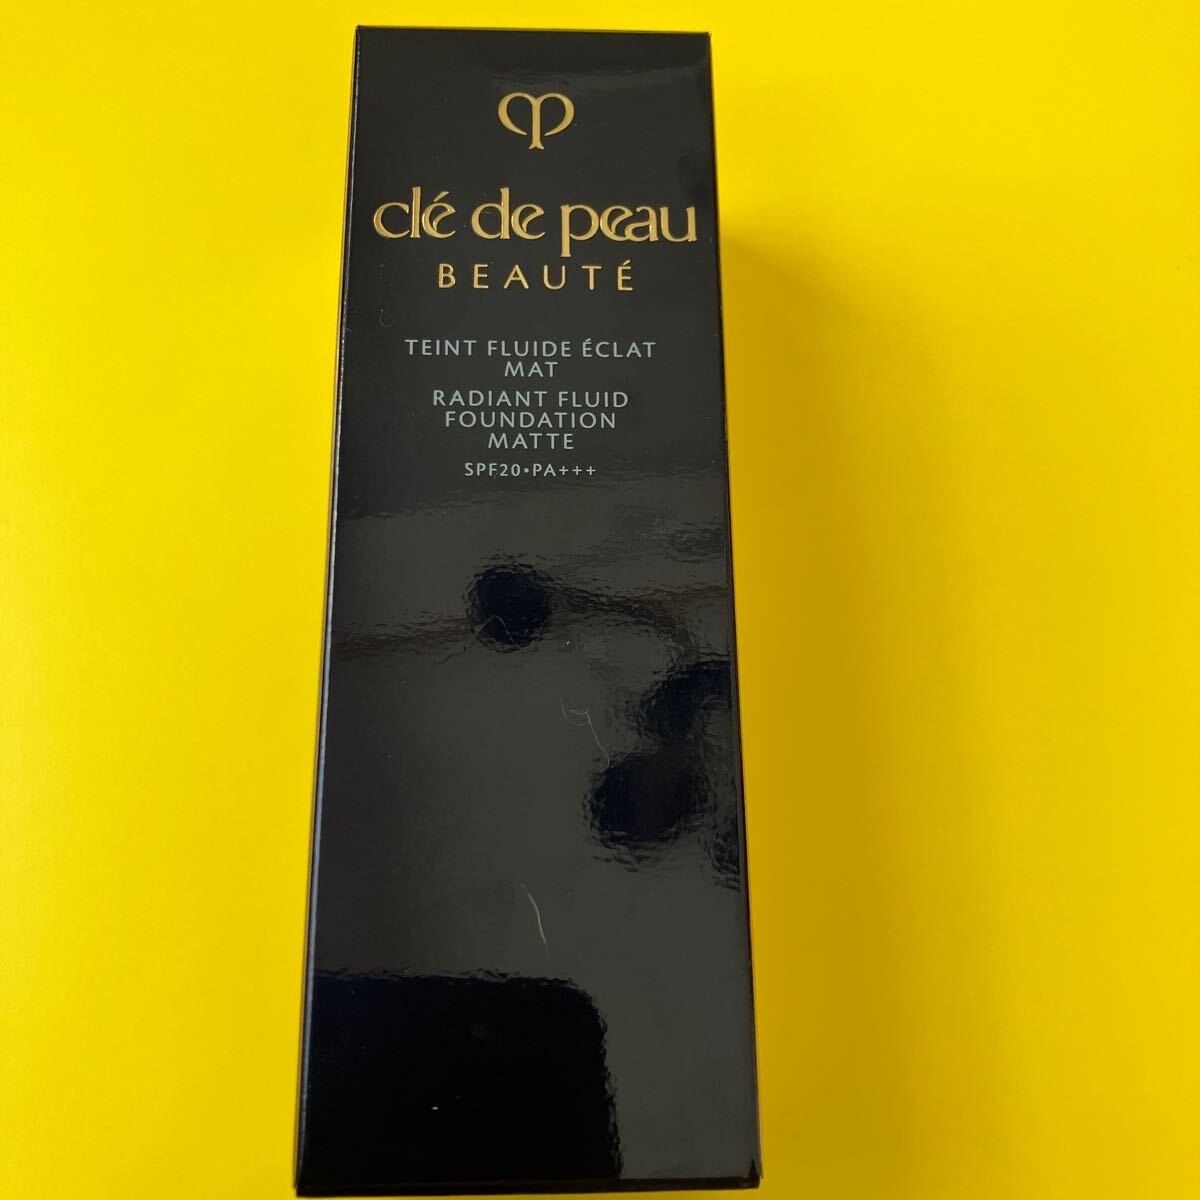 clé de peau
BEAUTÉ
TEINT FLUIDE ÉCLAT
MAT
RADIANT FLUID
FOUNDATION
MATTE
SPF20•PA+++